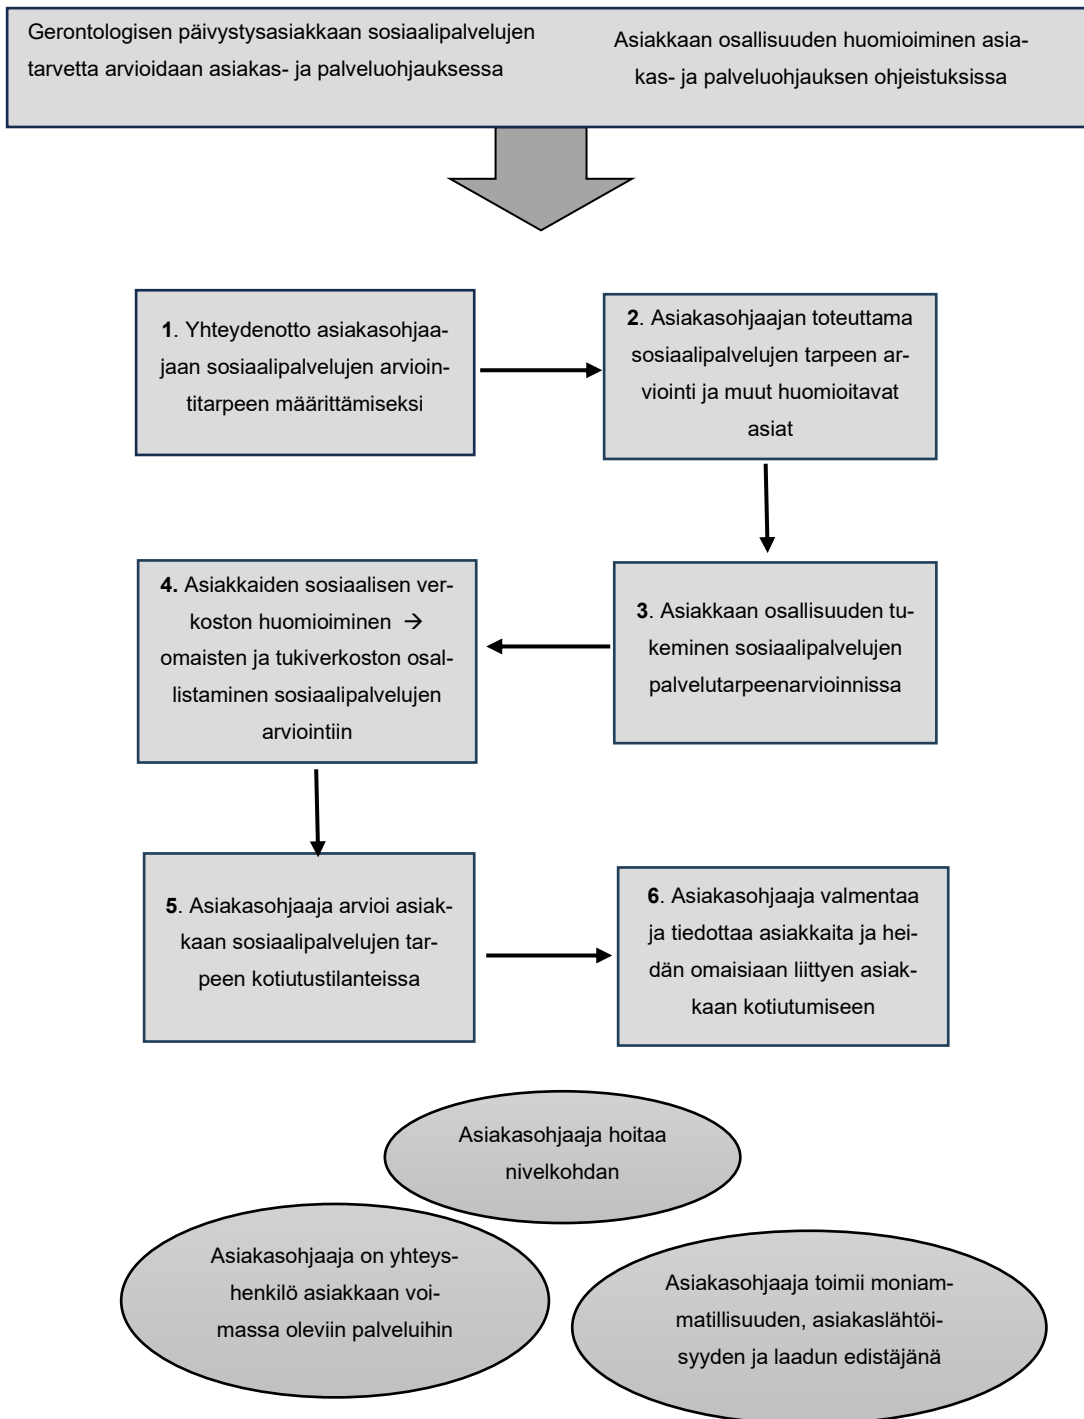 Gerontologisen päivystysasiakkaan sosiaalipalvelujen
tarvetta arvioidaan asiakas- ja palveluohjauksessa
Asiakkaan osallisuuden huomioiminen asia-
kas- ja palveluohjauksen ohjeistuksissa
1. Yhteydenotto asiakasohjaa-
jaan sosiaalipalvelujen arvioin-
titarpeen määrittämiseksi
2. Asiakasohjaajan toteuttama
sosiaalipalvelujen tarpeen ar-
viointi ja muut huomioitavat
asiat
3. Asiakkaan osallisuuden tu-
keminen sosiaalipalvelujen
palvelutarpeenarvioinnissa
4. Asiakkaiden sosiaalisen ver-
koston huomioiminen →
omaisten ja tukiverkoston osal-
listaminen sosiaalipalvelujen
arviointiin
5. Asiakasohjaaja arvioi asiak-
kaan sosiaalipalvelujen tar-
peen kotiutustilanteissa
6. Asiakasohjaaja valmentaa
ja tiedottaa asiakkaita ja hei-
dän omaisiaan liittyen asiak-
kaan kotiutumiseen
Asiakasohjaaja hoitaa
nivelkohdan
Asiakasohjaaja on yhteys-
henkilö asiakkaan voi-
massa oleviin palveluihin
Asiakasohjaaja toimii moniam-
matillisuuden, asiakaslähtöi-
syyden ja laadun edistäjänä